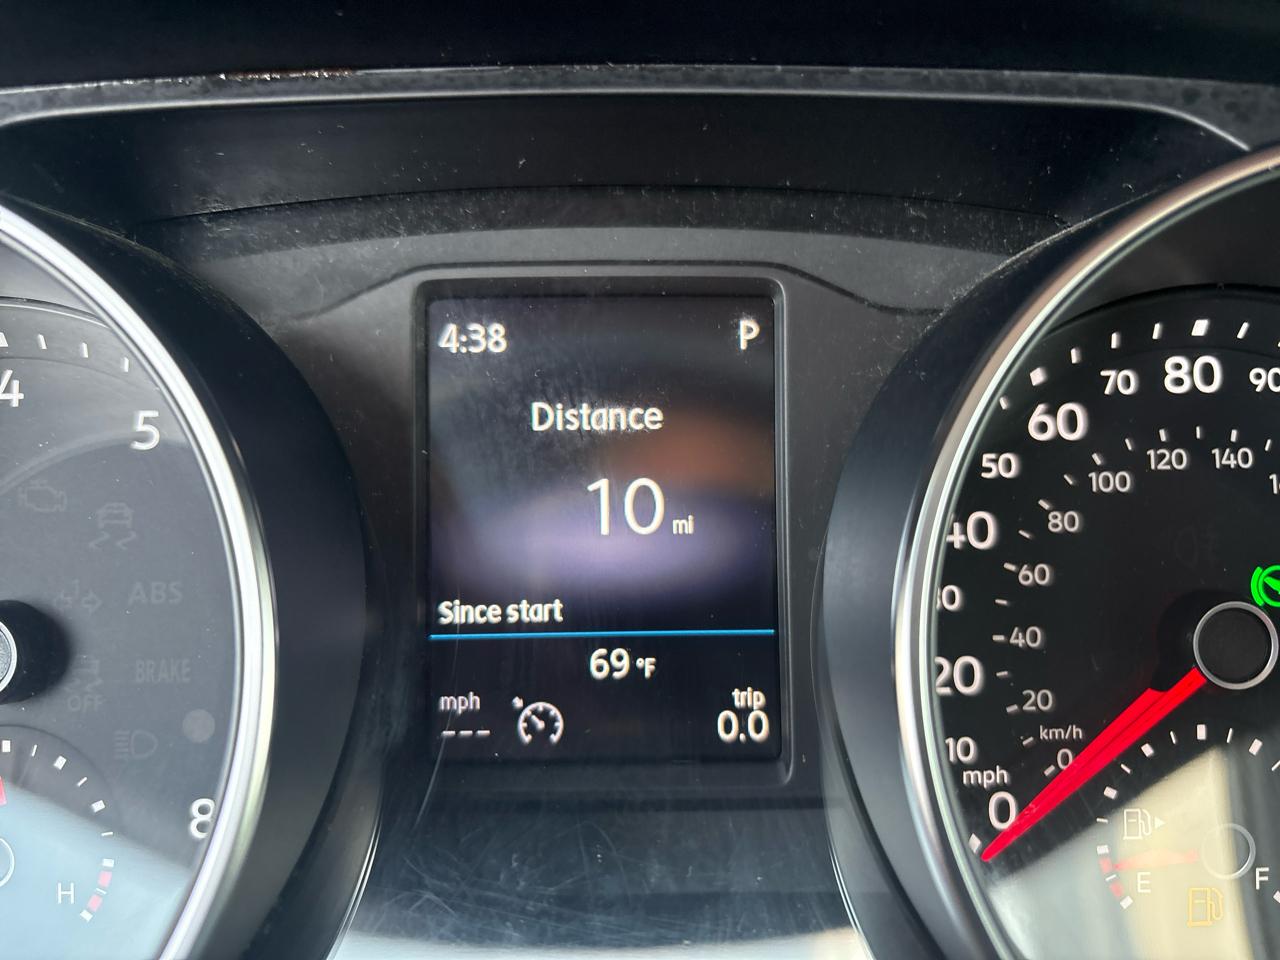 4:38 P
Distance
10 mi
Since start
69 °F
mph trip
--- 0.0
4
5
8
H
ABS
BRAKE
OFF
90
80
70
60
50
40
20
10
mph
0
140
120
100
80
60
40
20
km/h
0
E
F